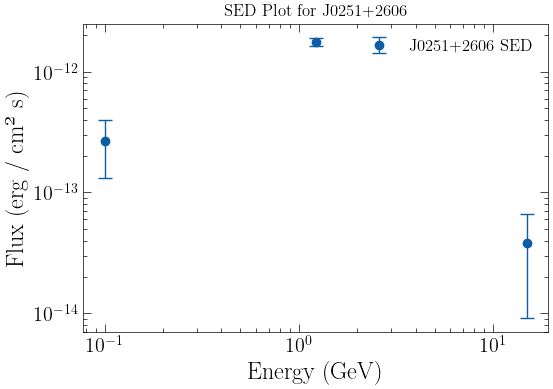 SED Plot for J0251+2606
J0251+2606 SED
Flux (erg / cm² s)
10⁻¹²
10⁻¹³
10⁻¹⁴
10⁻¹ 10⁰ 10¹
Energy (GeV)